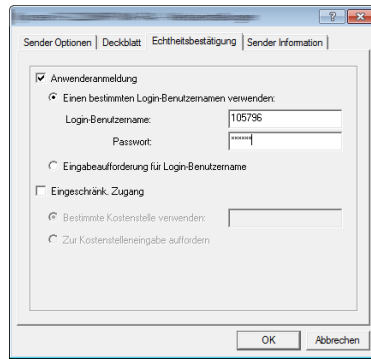 Sender Optionen
Deckblatt
Echtheitsbestätigung
Sender Information
Anwenderanmeldung
Einen bestimmten Login-Benutzernamen verwenden:
Login-Benutzername: 105796
Passwort: ******
Eingabeaufforderung für Login-Benutzername
Eingeschränk. Zugang
Bestimmte Kostenstelle verwenden:
Zur Kostenstelleneingabe auffordern
OK
Abbrechen